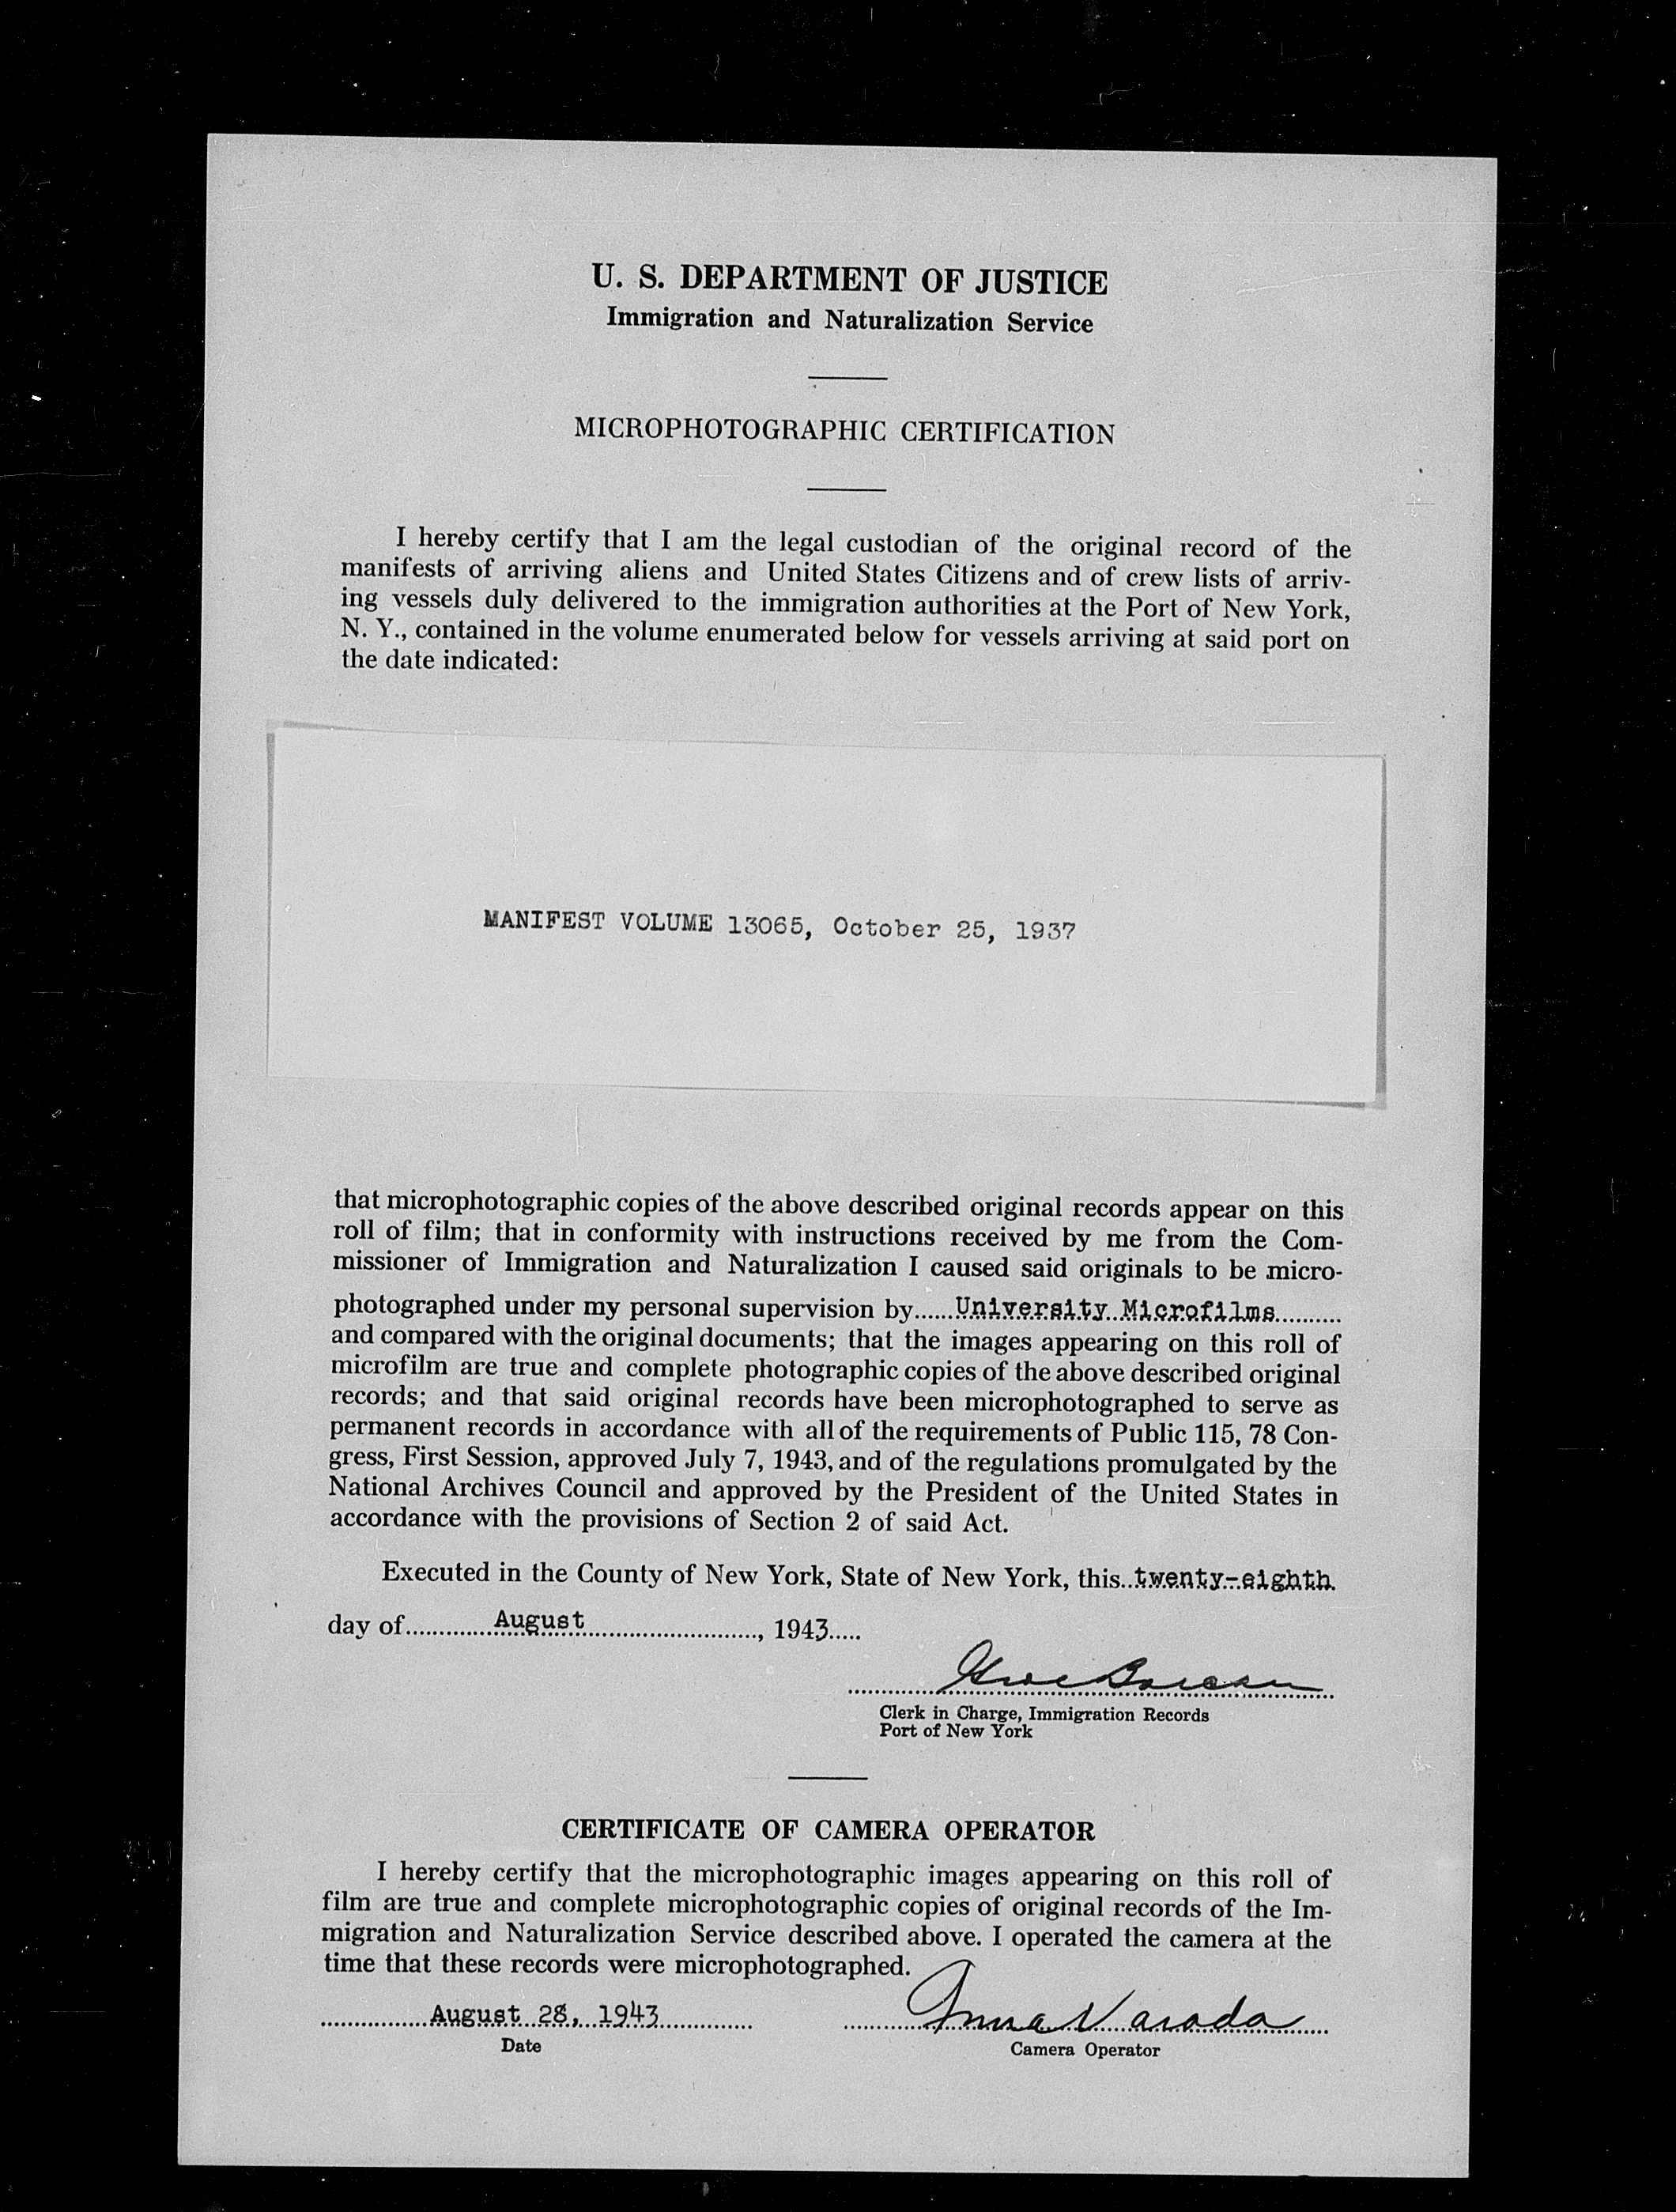 U. S. DEPARTMENT OF JUSTICE
Immigration and Naturalization Service
MICROPHOTOGRAPHIC CERTIFICATION
I hereby certify that I am the legal custodian of the original record of the
manifests of arriving aliens and United States Citizens and of crew lists of arriv-
ing vessels duly delivered to the immigration authorities at the Port of New York,
N. Y., contained in the volume enumerated below for vessels arriving at said port on
the date indicated:
MANIFEST VOLUME 13065, October 25, 1937
that microphotographic copies of the above described original records appear on this
roll of film; that in conformity with instructions received by me from the Com-
missioner of Immigration and Naturalization I caused said originals to be micro-
photographed under my personal supervision by......University Microfilms..........
and compared with the original documents; that the images appearing on this roll of
microfilm are true and complete photographic copies of the above described original
records; and that said original records have been microphotographed to serve as
permanent records in accordance with all of the requirements of Public 115, 78 Con-
gress, First Session, approved July 7, 1943, and of the regulations promulgated by the
National Archives Council and approved by the President of the United States in
accordance with the provisions of Section 2 of said Act.
Executed in the County of New York, State of New York, this..twenty-eighth
day of.............August.............................., 1943.....
Clerk in Charge, Immigration Records
Port of New York
CERTIFICATE OF CAMERA OPERATOR
I hereby certify that the microphotographic images appearing on this roll of
film are true and complete microphotographic copies of original records of the Im-
migration and Naturalization Service described above. I operated the camera at the
time that these records were microphotographed.
August 28, 1943
Anna Varada
Date
Camera Operator